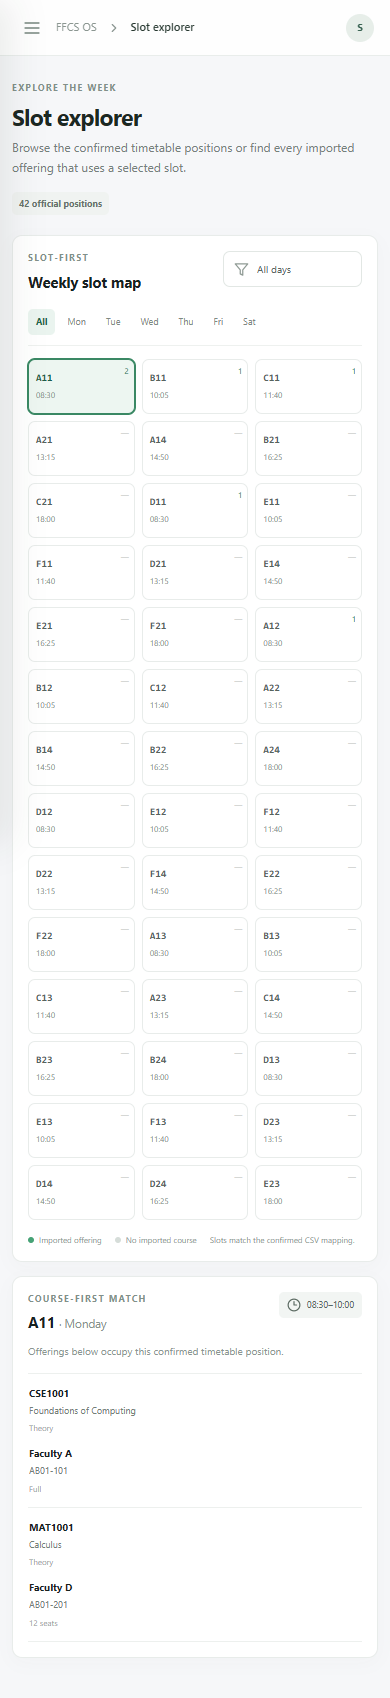 FFCS OS > Slot explorer S
EXPLORE THE WEEK
Slot explorer
Browse the confirmed timetable positions or find every imported
offering that uses a selected slot.
42 official positions
SLOT-FIRST
Weekly slot map
All days
All Mon Tue Wed Thu Fri Sat
A11 2 B11 1 C11 1
08:30 10:05 11:40
A21 — A14 — B21 —
13:15 14:50 16:25
C21 — D11 1 E11 —
18:00 08:30 10:05
F11 — D21 — E14 —
11:40 13:15 14:50
E21 — F21 — A12 1
16:25 18:00 08:30
B12 — C12 — A22 —
10:05 11:40 13:15
B14 — B22 — A24 —
14:50 16:25 18:00
D12 — E12 — F12 —
08:30 10:05 11:40
D22 — F14 — E22 —
13:15 14:50 16:25
F22 — A13 — B13 —
18:00 08:30 10:05
C13 — A23 — C14 —
11:40 13:15 14:50
B23 — B24 — D13 —
16:25 18:00 08:30
E13 — F13 — D23 —
10:05 11:40 13:15
D14 — D24 — E23 —
14:50 16:25 18:00
Imported offering No imported course Slots match the confirmed CSV mapping.
COURSE-FIRST MATCH
A11 · Monday
08:30–10:00
Offerings below occupy this confirmed timetable position.
CSE1001
Foundations of Computing
Theory
Faculty A
AB01-101
Full
MAT1001
Calculus
Theory
Faculty D
AB01-201
12 seats